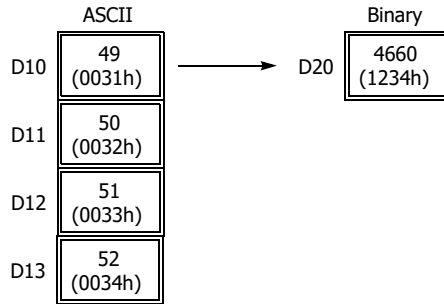 ASCII
Binary
D10
49
(0031h)
D20
4660
(1234h)
D11
50
(0032h)
D12
51
(0033h)
D13
52
(0034h)